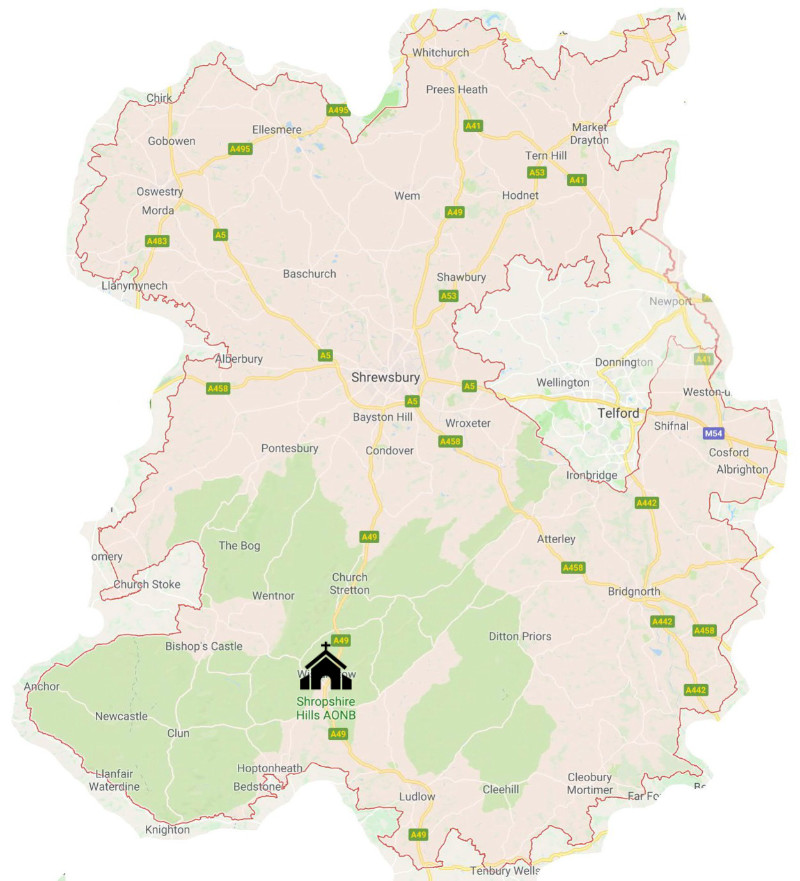 M
Whitchurch
Prees Heath
Chirk
A495
A41
Ellesmere
Market
Drayton
Gobowen
A495
Tern Hill
A53
A41
Oswestry
Wem
Hodnet
Morda
A49
A5
A483
Baschurch
Shawbury
Llanymynech
A53
Newport
Alberbury
A5
A41
Donnington
Shrewsbury
Wellington
A5
A458
Weston-u
A5
Telford
Bayston Hill
Wroxeter
Shifnal
M54
A458
Pontesbury
Condover
Cosford
Albrighton
Ironbridge
A442
A49
The Bog
Atterley
omery
A458
Church Stoke
Church
Stretton
Wentnor
Bridgnorth
A442
A458
Ditton Priors
A49
Bishop's Castle
Anchor
A442
Shropshire
Hills AONB
Newcastle
Clun
A49
Hoptonheath
Llanfair
Waterdine
Bedstone
Cleobury
Mortimer
Cleehill
Ludlow
Knighton
A49
Tenbury Wells